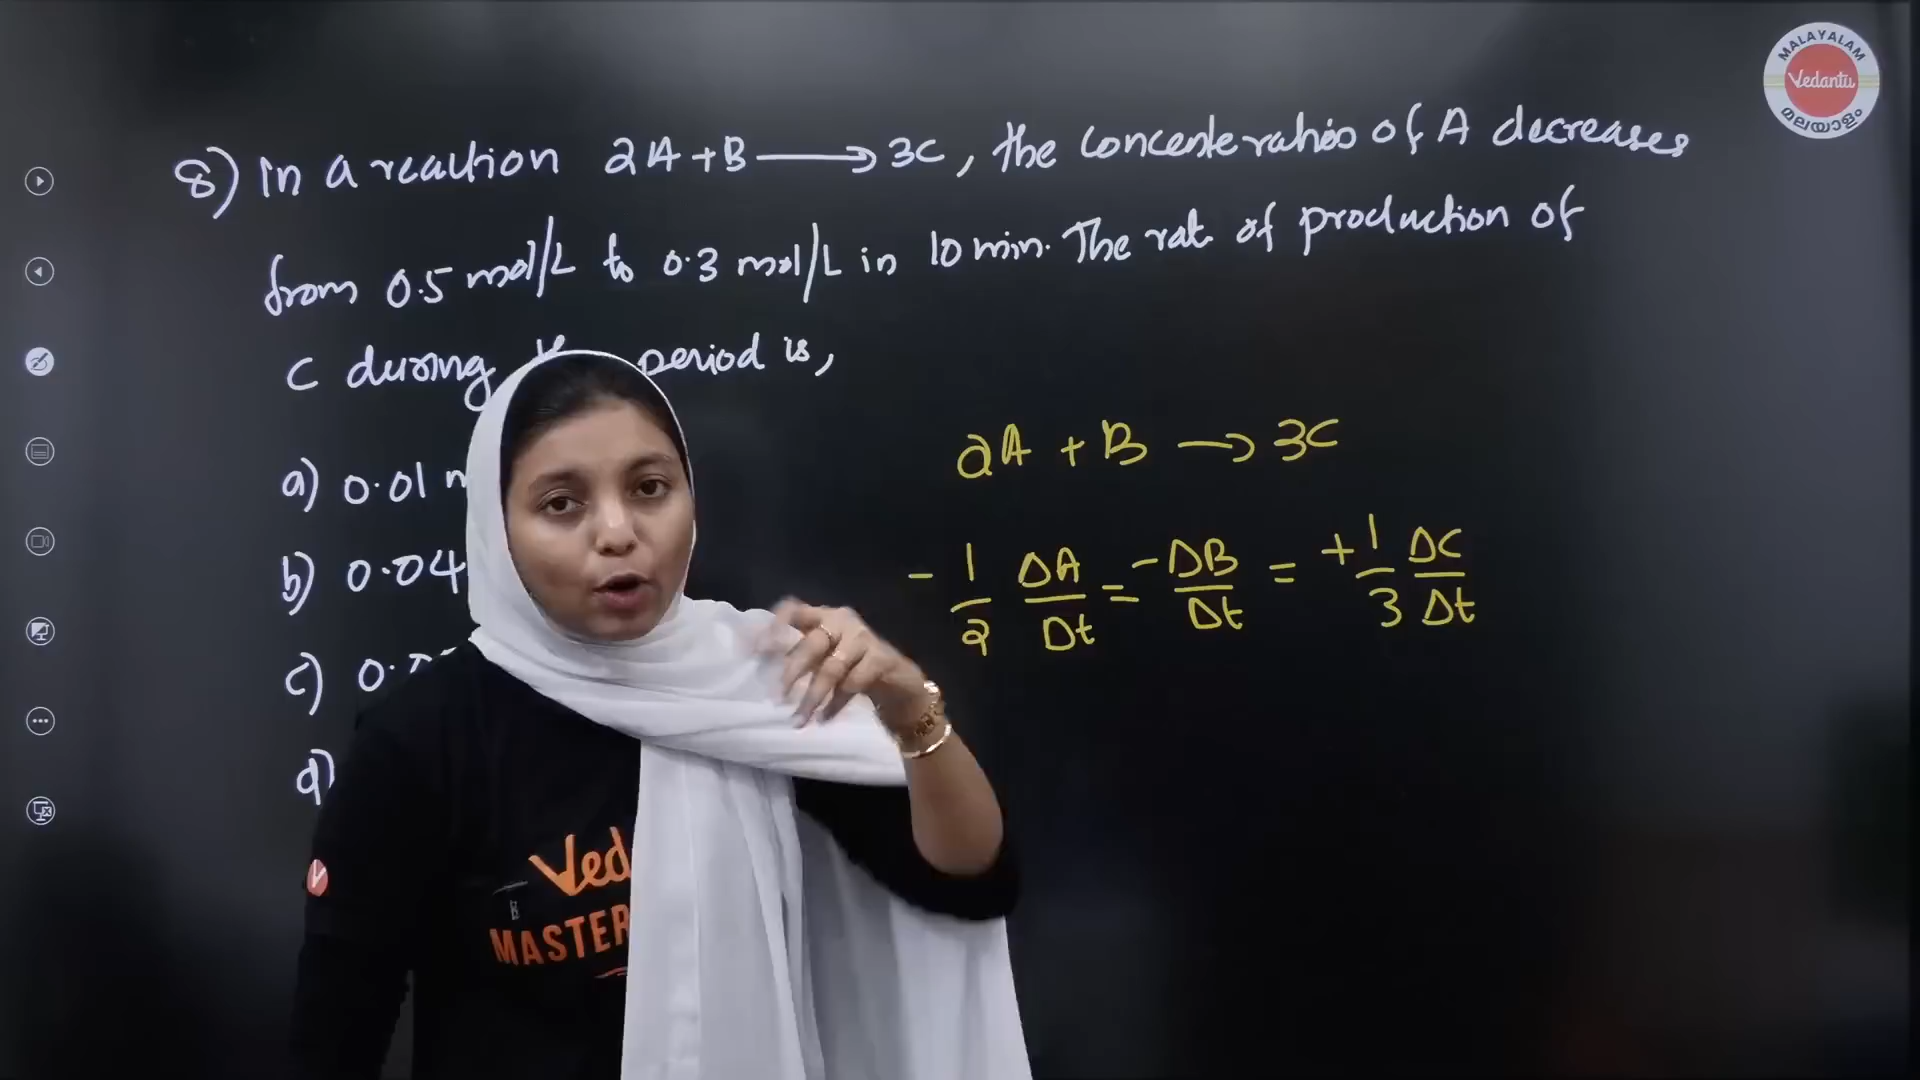 MALAYALAM
Vedantu
മലയാളം
8) In a reaction 2A + B ⟶ 3C, the concenteration of A decreases
from 0.5 mol/L to 0.3 mol/L in 10 min. The rate of production of
C during period is,
a) 0.01
b) 0.04
c) 0.
d)
2A + B → 3C
- 1/2 ΔA/Δt = -ΔB/Δt = +1/3 ΔC/Δt
Ved
MASTER